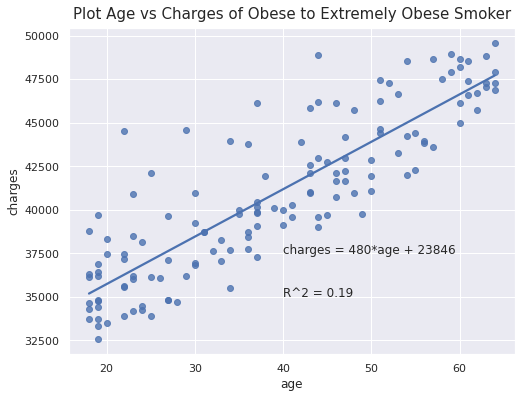 Plot Age vs Charges of Obese to Extremely Obese Smoker
50000
47500
45000
42500
40000
37500
35000
32500
charges
charges = 480*age + 23846
R^2 = 0.19
20 30 40 50 60
age